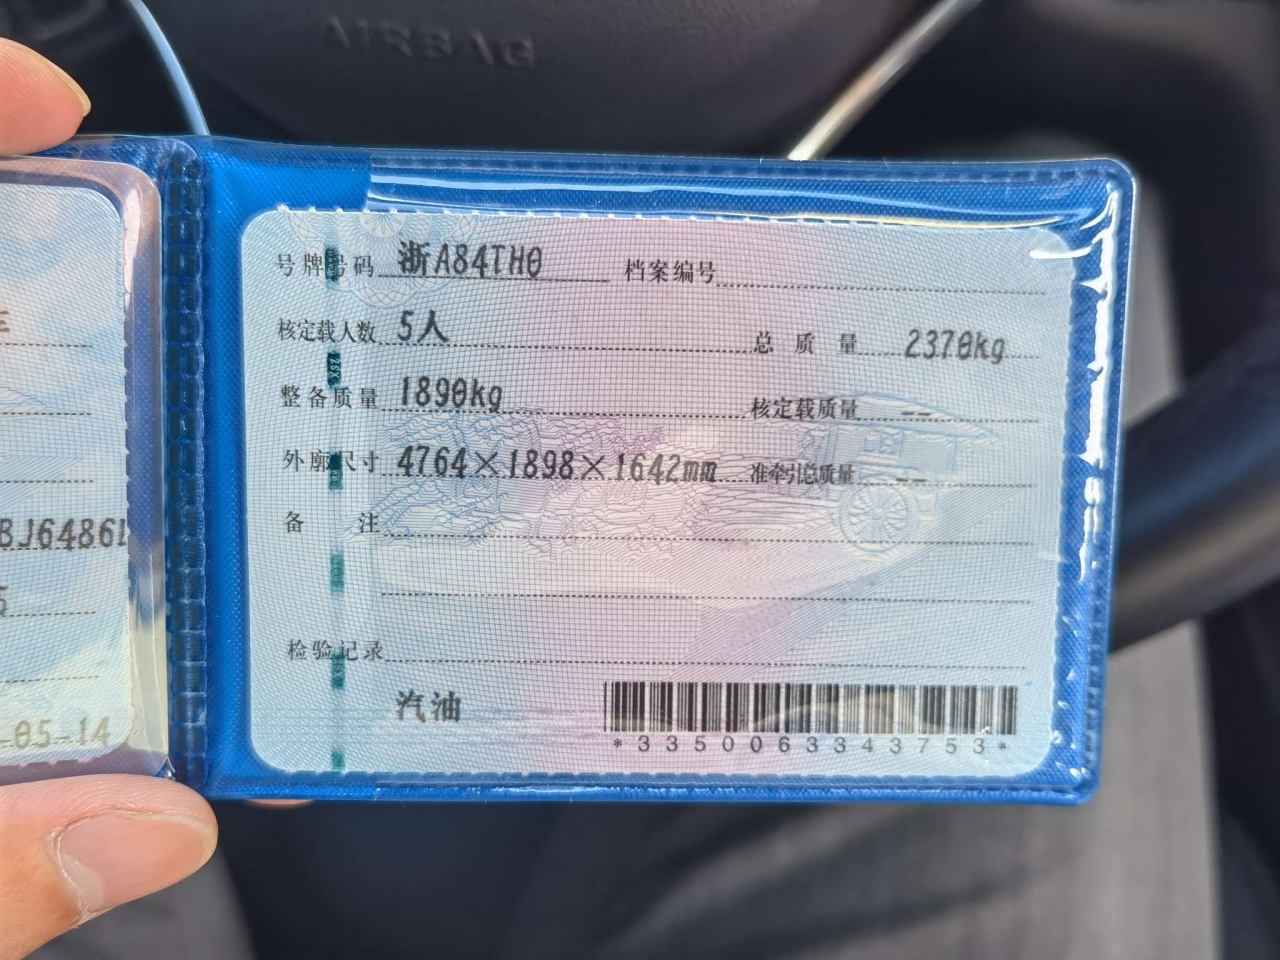 AIRBAG
号牌号码 浙A84TH0 档案编号
核定载人数 5人 总质量 2370kg
整备质量 1890kg 核定载质量 --
外廓尺寸 4764×1898×1642mm 准牵引总质量 --
备注
检验记录
汽油
*3350063343753*
BJ6486
05-14